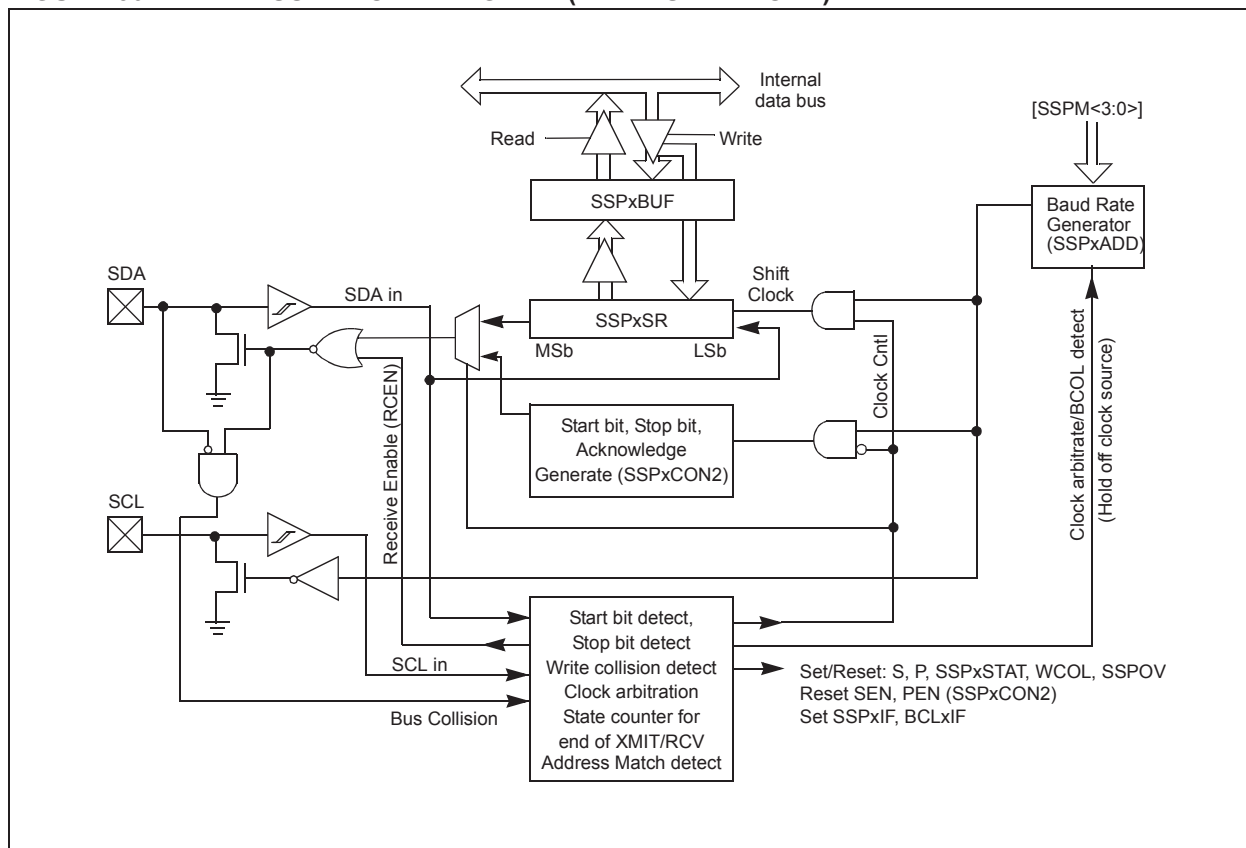 Internal
data bus
[SSPM<3:0>]
Read
Write
SSPxBUF
Baud Rate
Generator
(SSPxADD)
SDA
SDA in
Shift
Clock
SSPxSR
MSb
LSb
Start bit, Stop bit,
Acknowledge
Generate (SSPxCON2)
Receive Enable (RCEN)
Clock Cntl
Clock arbitrate/BCOL detect
(Hold off clock source)
SCL
SCL in
Bus Collision
Start bit detect,
Stop bit detect
Write collision detect
Clock arbitration
State counter for
end of XMIT/RCV
Address Match detect
Set/Reset: S, P, SSPxSTAT, WCOL, SSPOV
Reset SEN, PEN (SSPxCON2)
Set SSPxIF, BCLxIF